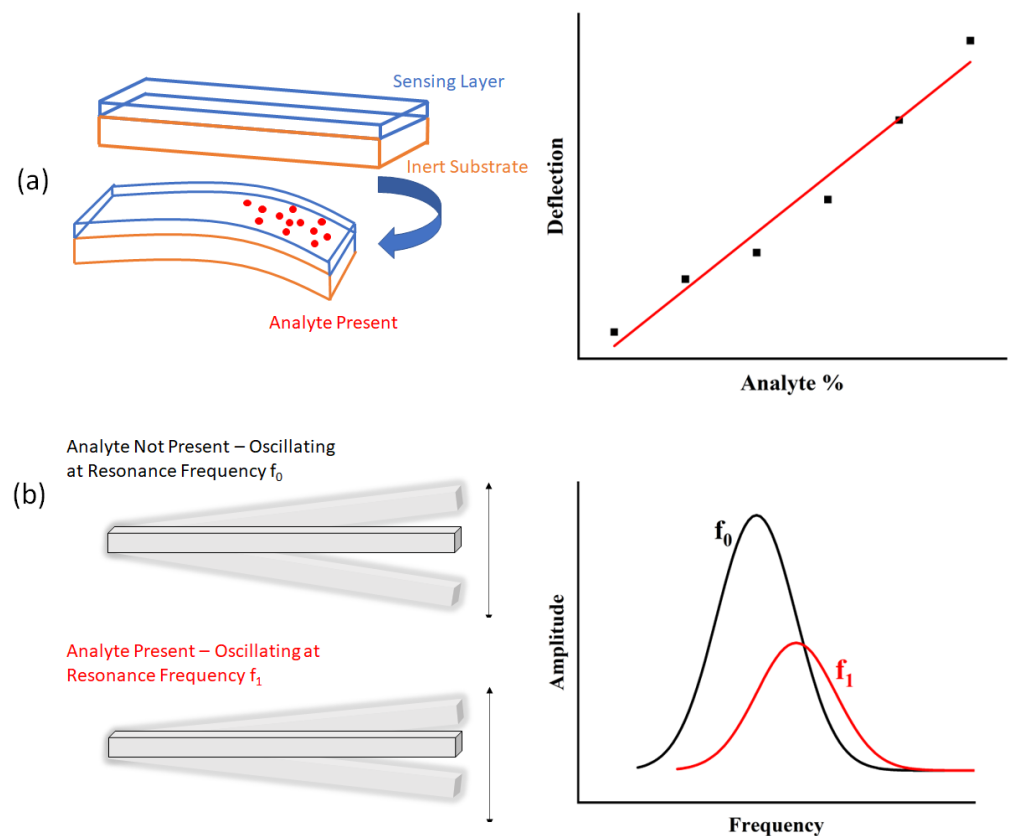 (a)
Sensing Layer
Inert Substrate
Analyte Present
Deflection
Analyte %
(b)
Analyte Not Present – Oscillating
at Resonance Frequency f₀
Analyte Present – Oscillating at
Resonance Frequency f₁
Amplitude
f₀
f₁
Frequency